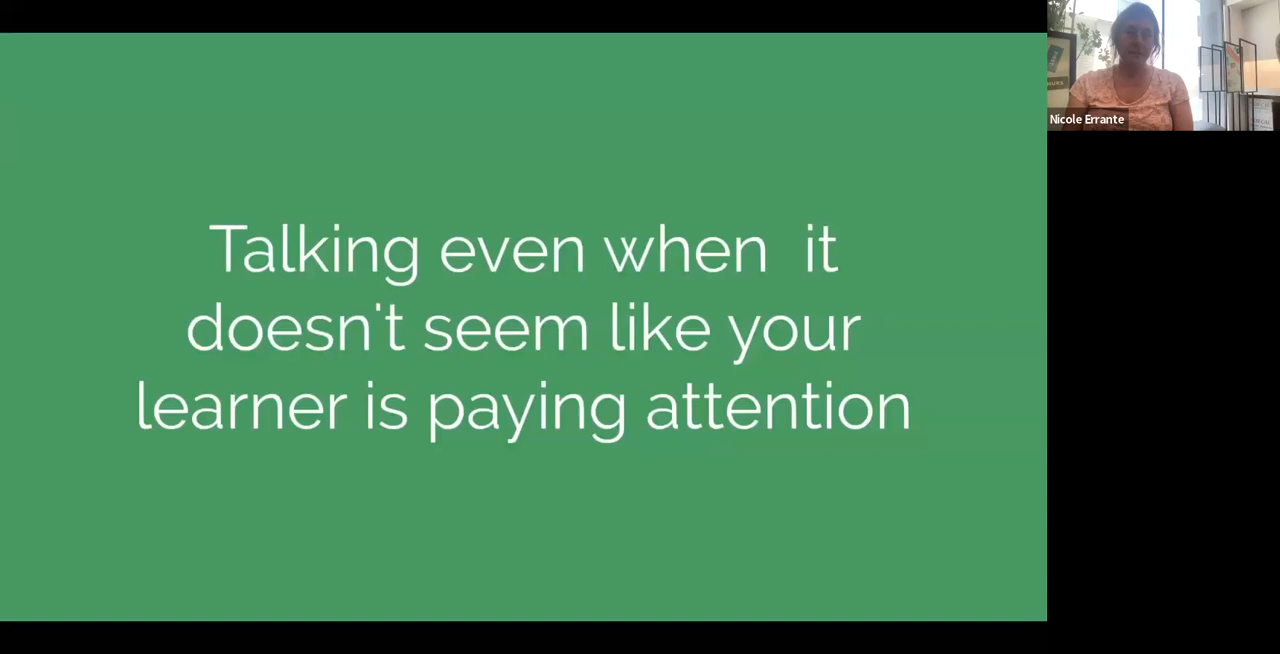 Talking even when  it
doesn't seem like your
learner is paying attention
Nicole Errante